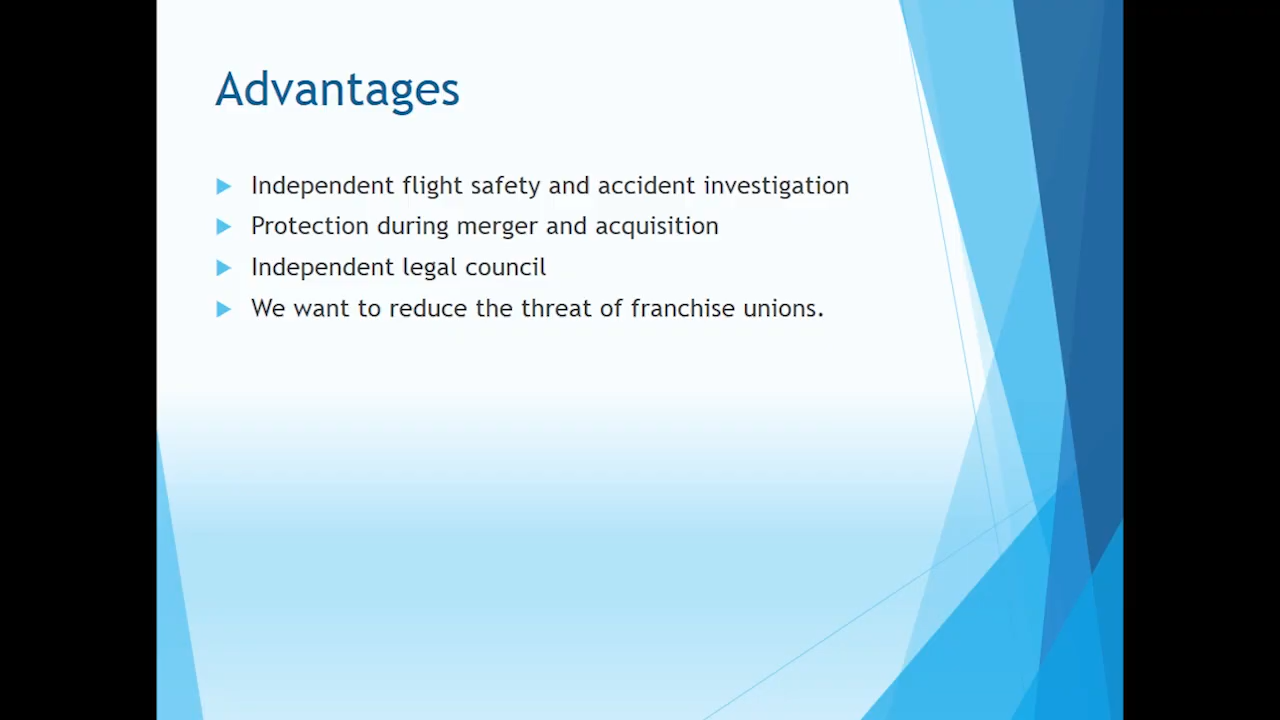 Advantages
Independent flight safety and accident investigation
Protection during merger and acquisition
Independent legal council
We want to reduce the threat of franchise unions.